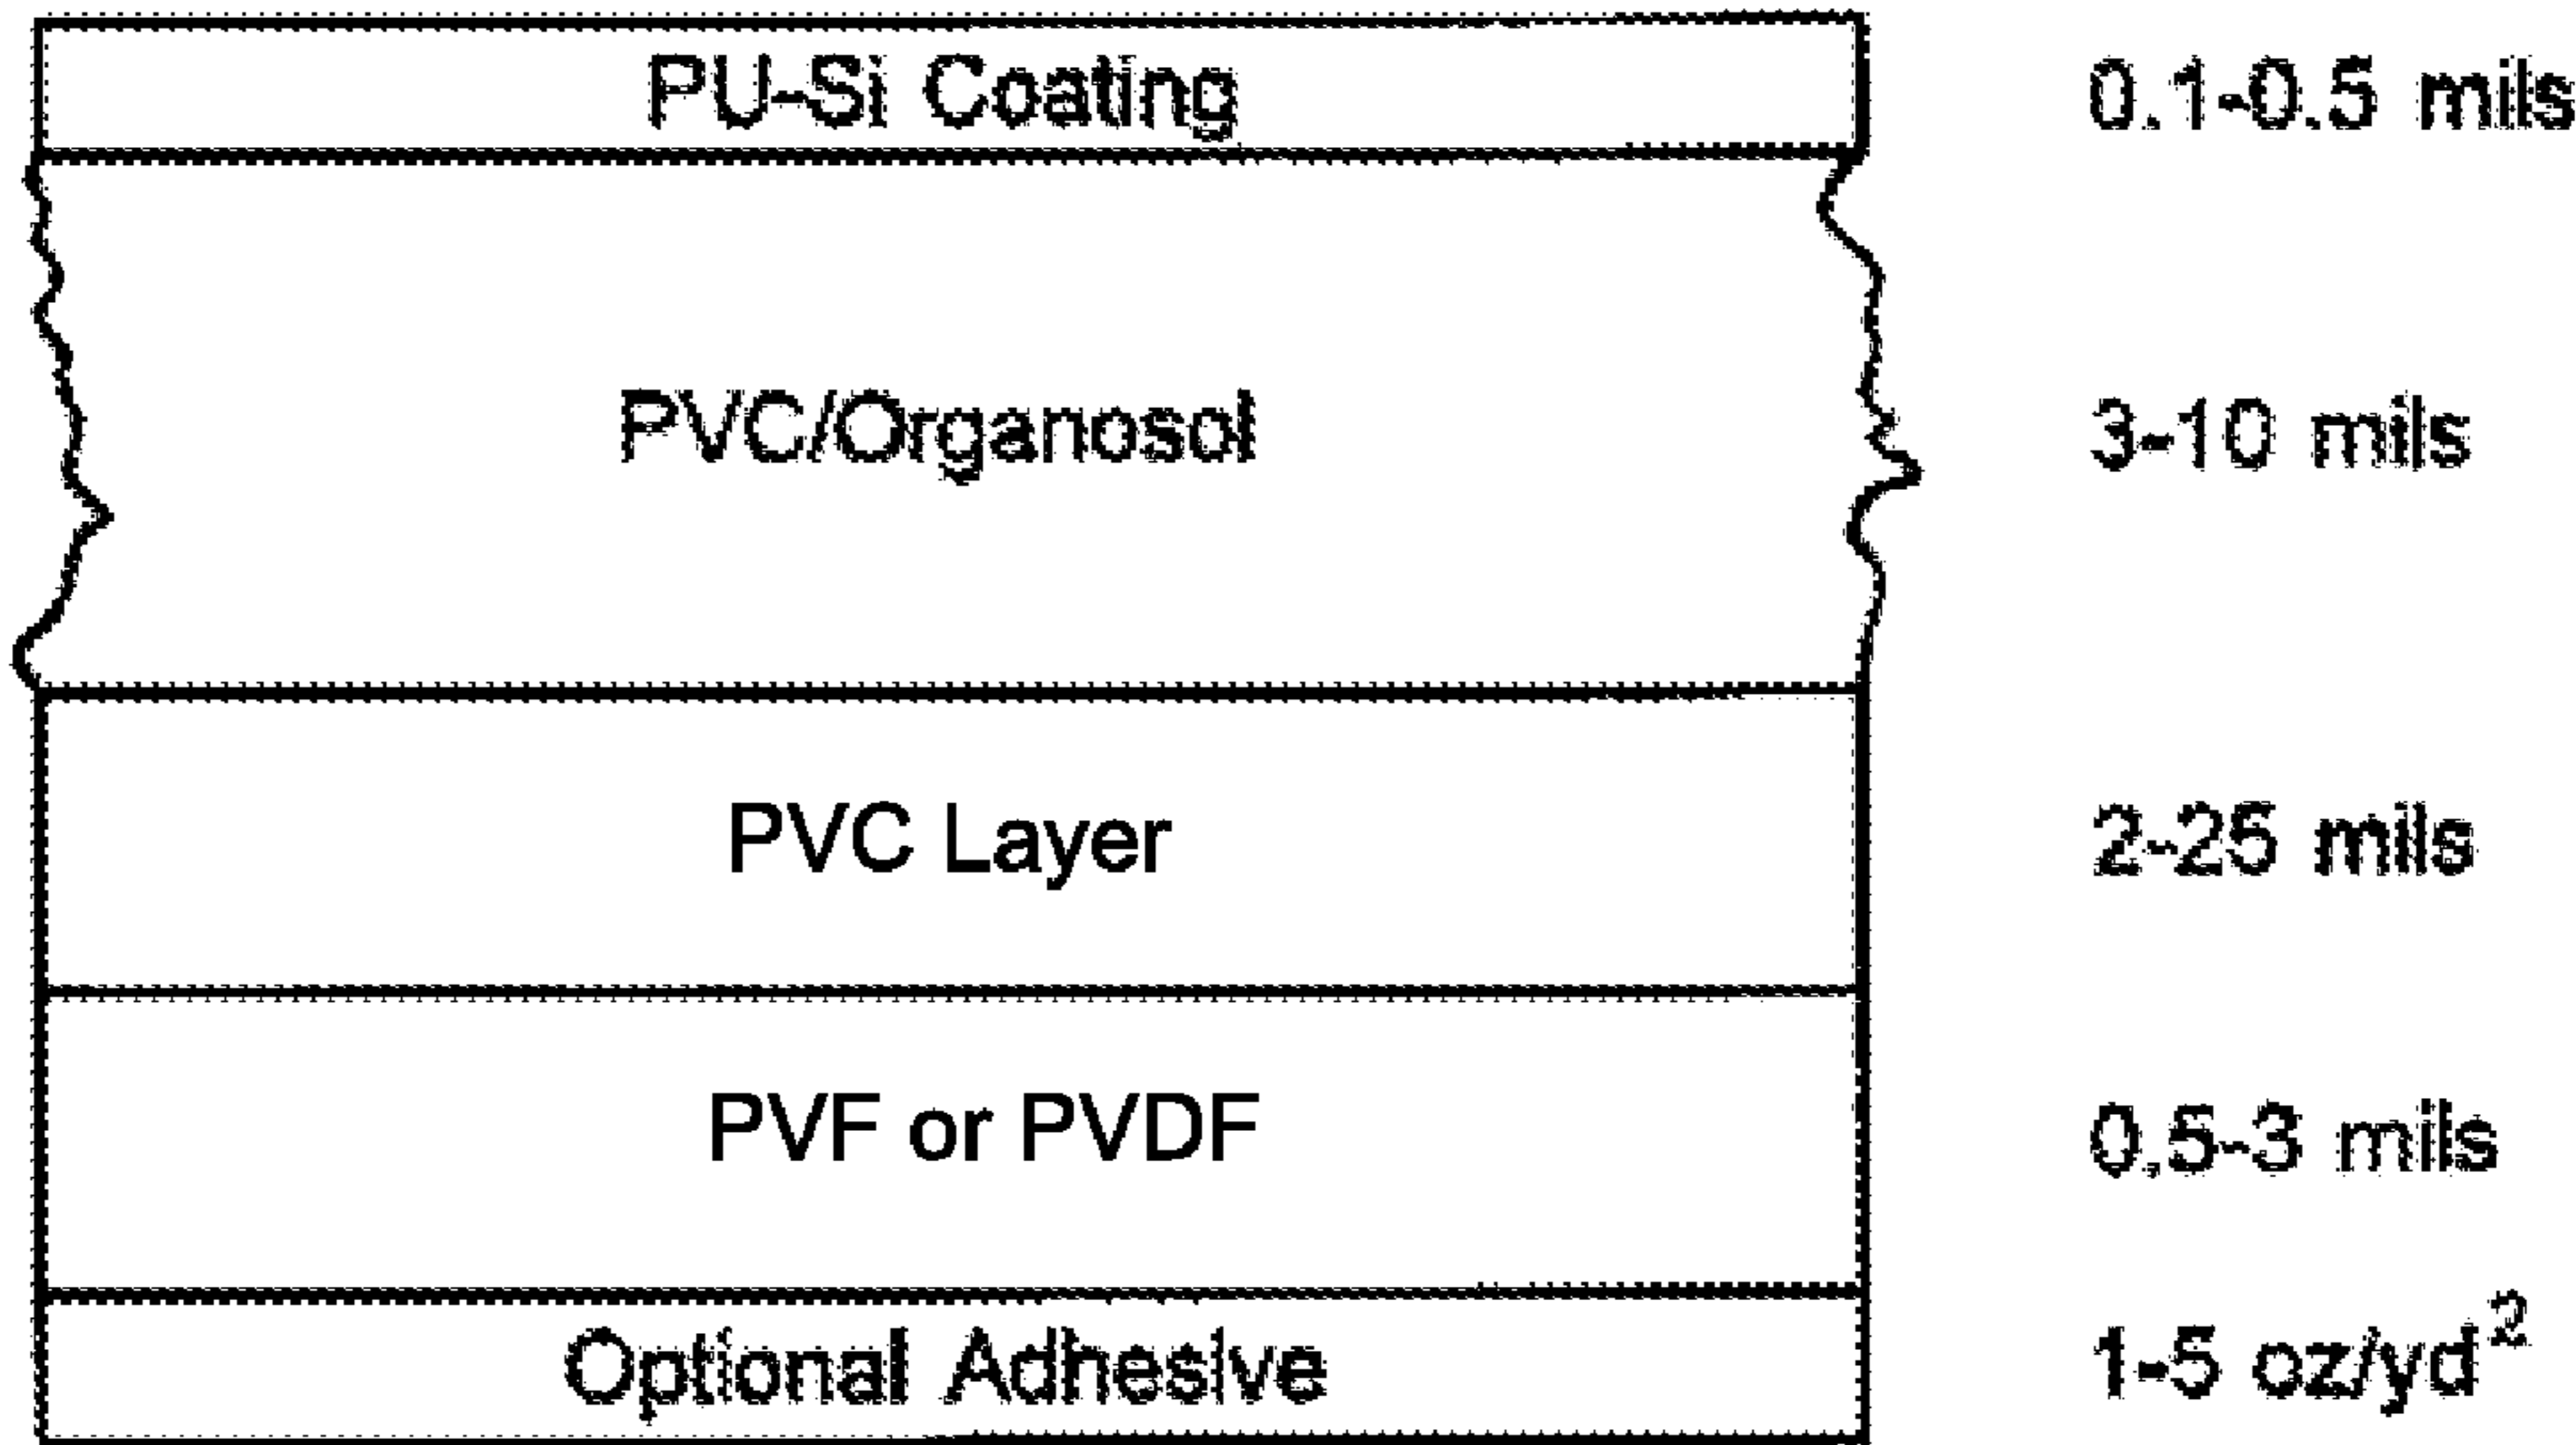 PU-Si Coating 0.1-0.5 mils
PVC/Organosol 3-10 mils
PVC Layer 2-25 mils
PVF or PVDF 0.5-3 mils
Optional Adhesive 1-5 oz/yd²